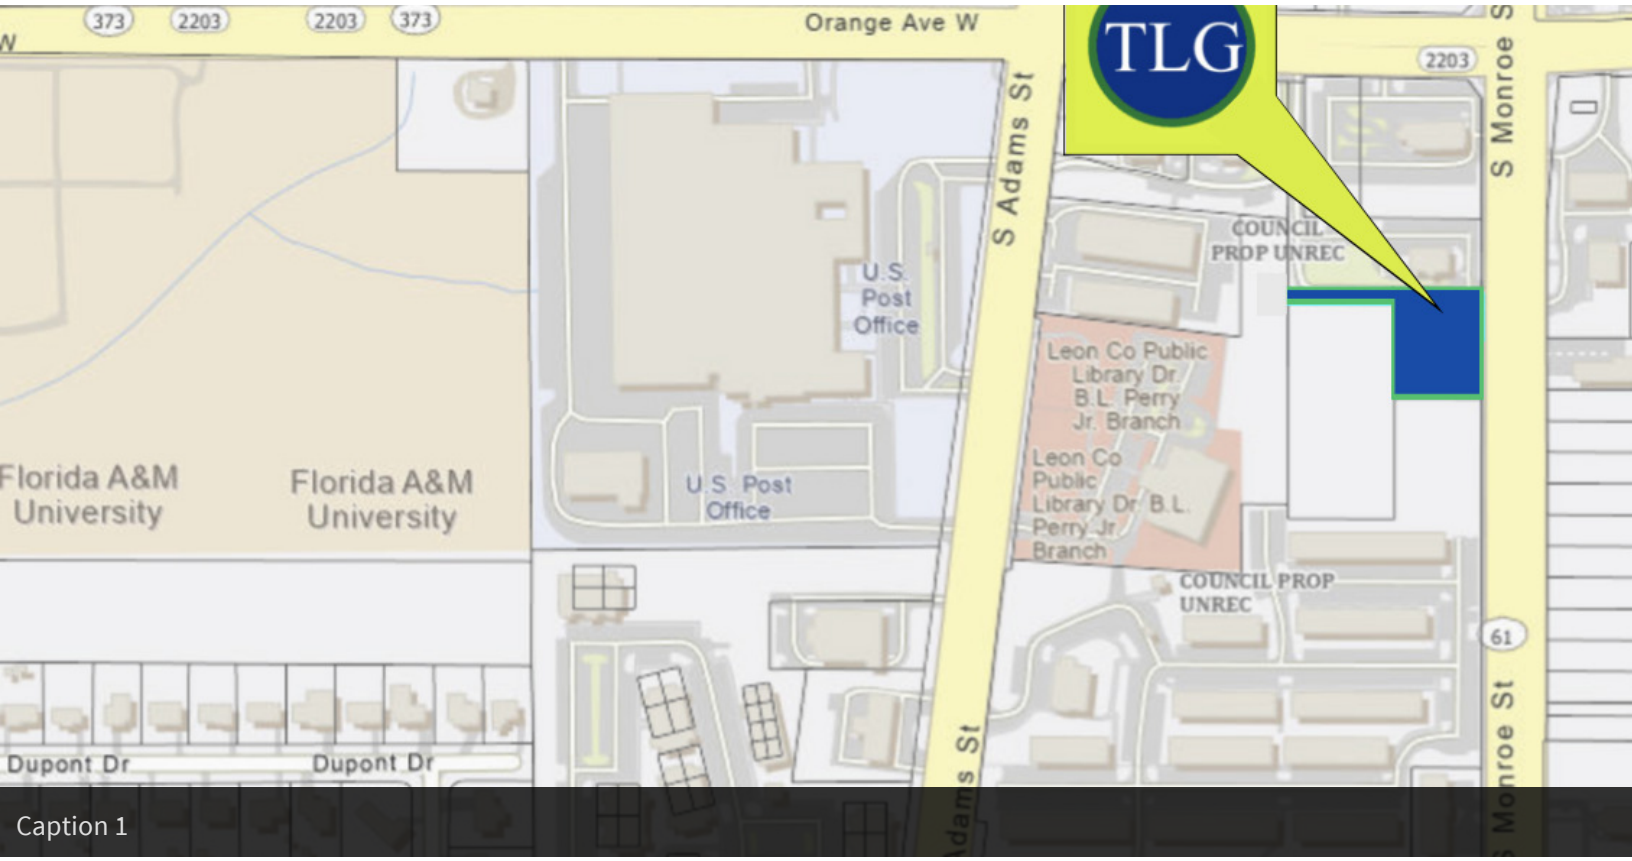 373
2203
2203
373
Orange Ave W
W
TLG
2203
S Monroe S
S Adams St
COUNCIL
PROP UNREC
U.S.
Post
Office
Leon Co Public
Library Dr.
B.L. Perry
Jr. Branch
Leon Co
Public
Library Dr. B.L.
Perry Jr.
Branch
Florida A&M
University
Florida A&M
University
U.S. Post
Office
COUNCIL PROP
UNREC
61
S Monroe St
Adams St
Dupont Dr
Dupont Dr
Adams St
S
Caption 1